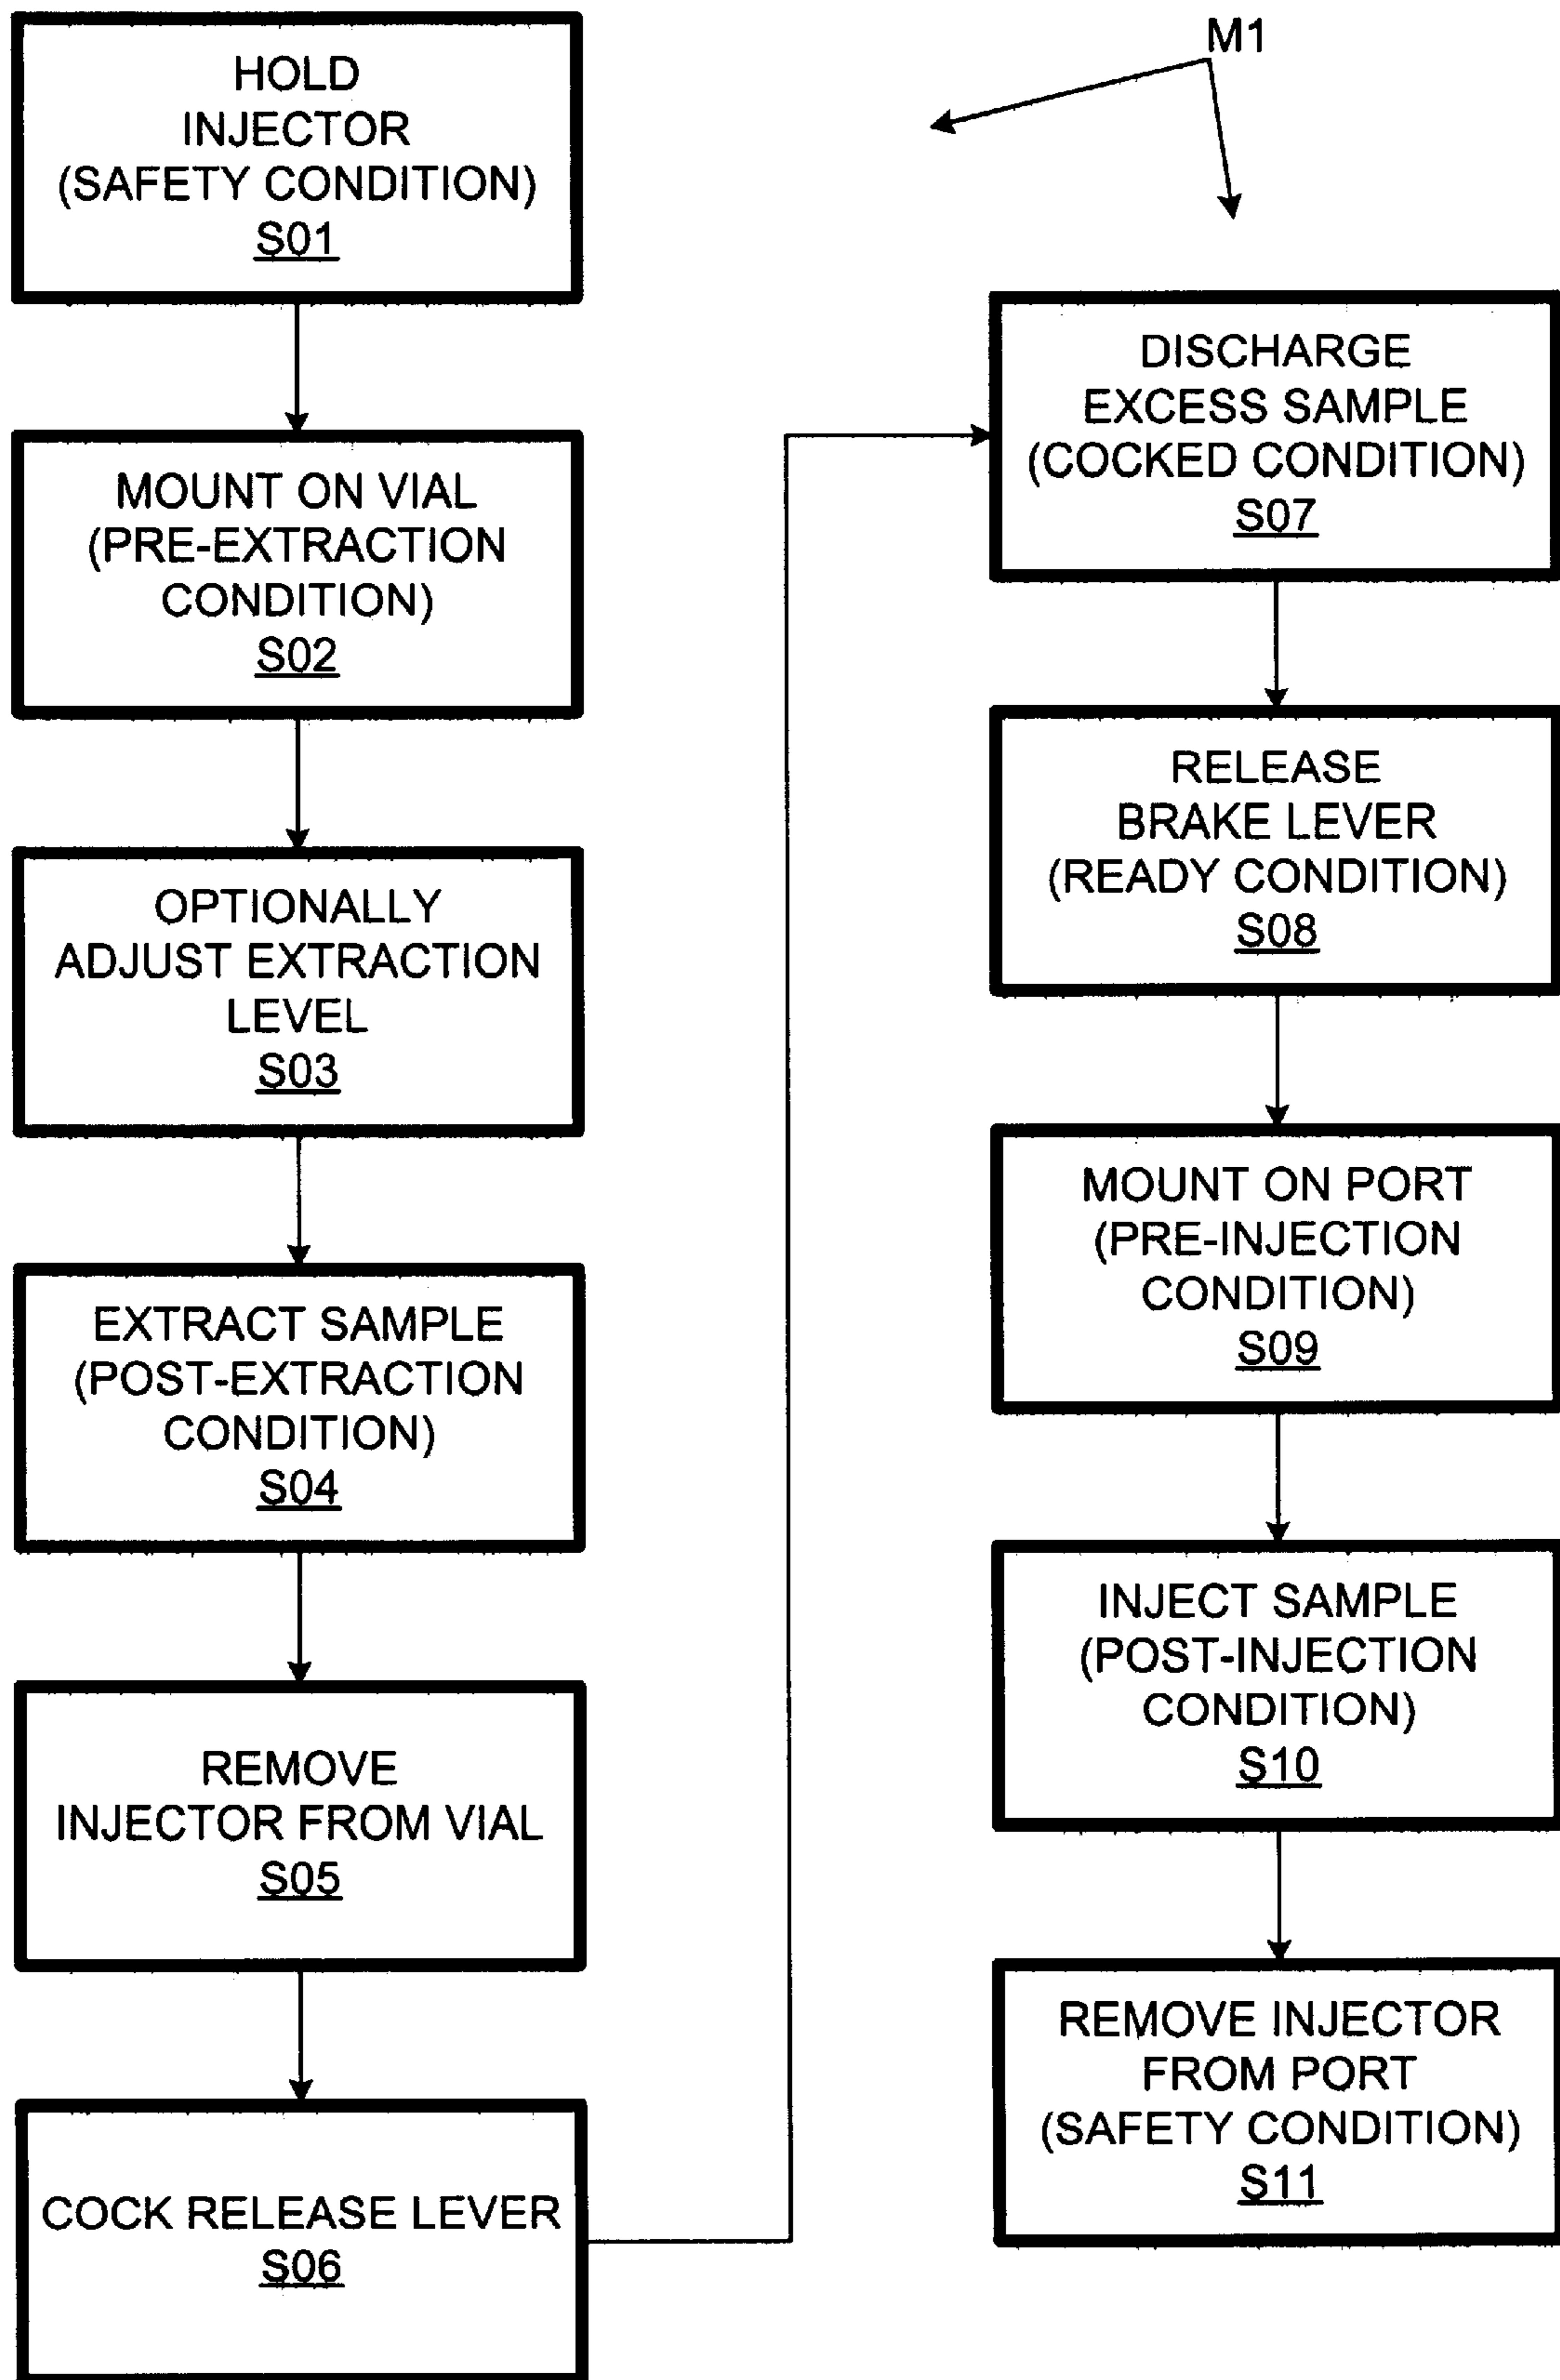 HOLD
INJECTOR
(SAFETY CONDITION)
S01
MOUNT ON VIAL
(PRE-EXTRACTION
CONDITION)
S02
OPTIONALLY
ADJUST EXTRACTION
LEVEL
S03
EXTRACT SAMPLE
(POST-EXTRACTION
CONDITION)
S04
REMOVE
INJECTOR FROM VIAL
S05
COCK RELEASE LEVER
S06
M1
DISCHARGE
EXCESS SAMPLE
(COCKED CONDITION)
S07
RELEASE
BRAKE LEVER
(READY CONDITION)
S08
MOUNT ON PORT
(PRE-INJECTION
CONDITION)
S09
INJECT SAMPLE
(POST-INJECTION
CONDITION)
S10
REMOVE INJECTOR
FROM PORT
(SAFETY CONDITION)
S11